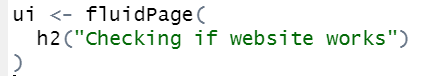 ui <- fluidPage(
  h2("Checking if website works")
)